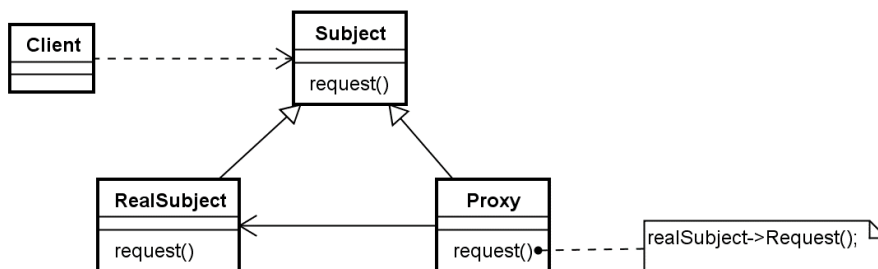 Client
Subject
request()
RealSubject
request()
Proxy
request()
realSubject->Request();